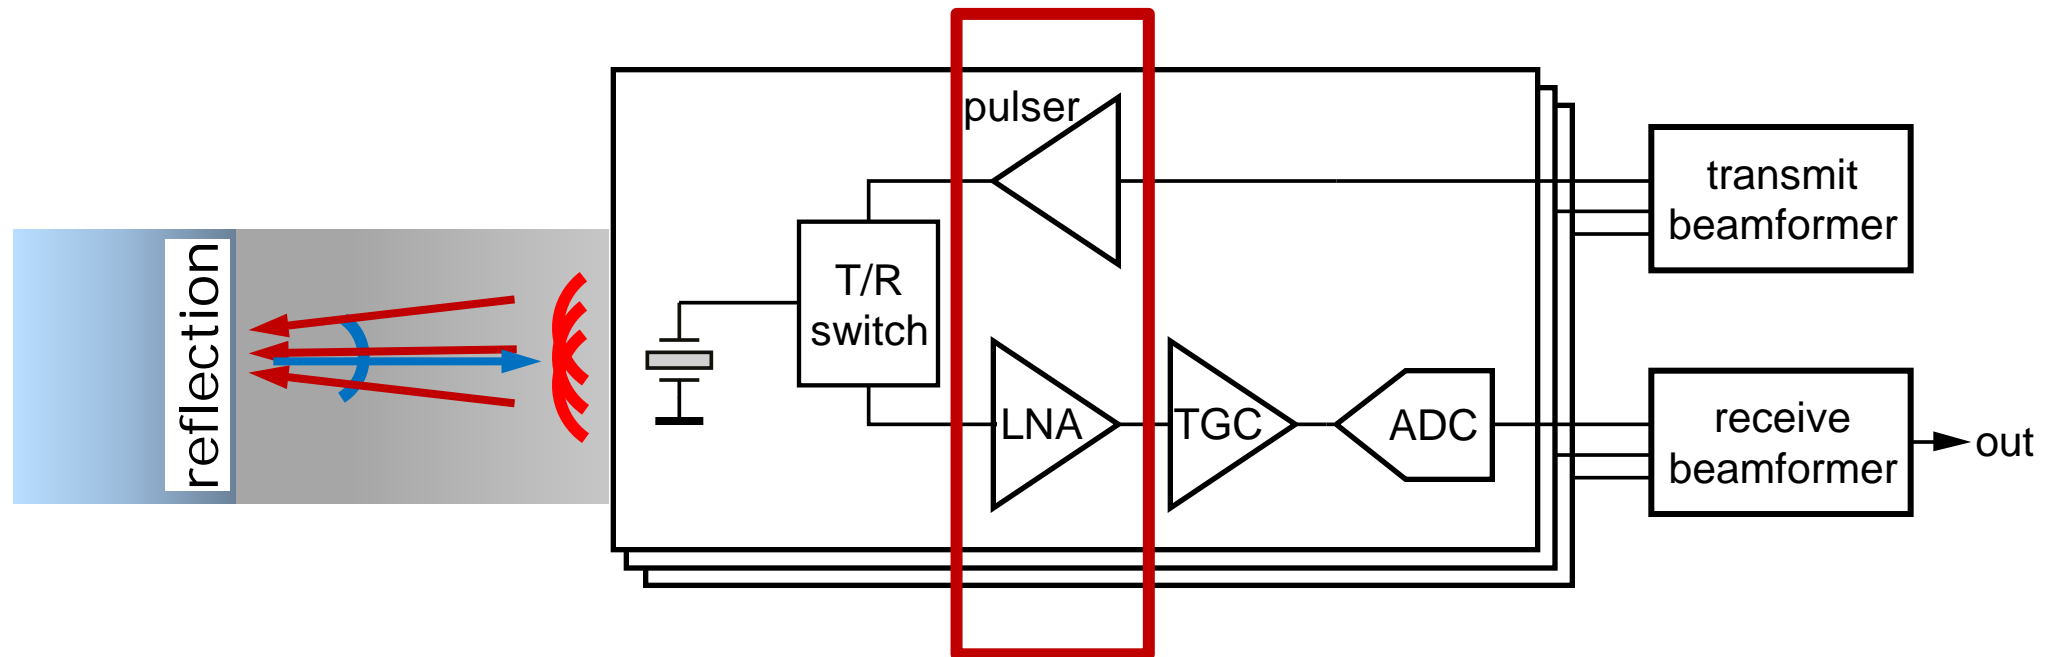 reflection
pulser
T/R
switch
LNA
TGC
ADC
transmit
beamformer
receive
beamformer
out